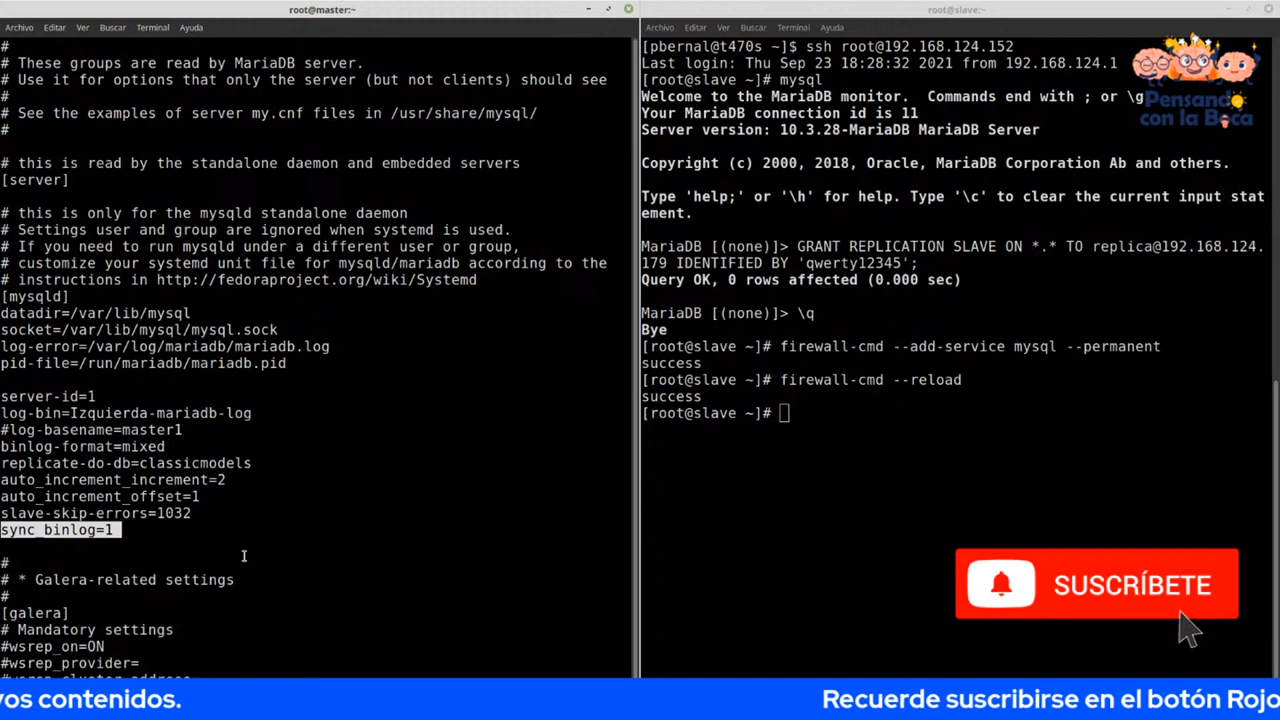 root@master:~
Archivo Editar Ver Buscar Terminal Ayuda
#
# These groups are read by MariaDB server.
# Use it for options that only the server (but not clients) should see
#
# See the examples of server my.cnf files in /usr/share/mysql/
#
# this is read by the standalone daemon and embedded servers
[server]
# this is only for the mysqld standalone daemon
# Settings user and group are ignored when systemd is used.
# If you need to run mysqld under a different user or group,
# customize your systemd unit file for mysqld/mariadb according to the
# instructions in http://fedoraproject.org/wiki/Systemd
[mysqld]
datadir=/var/lib/mysql
socket=/var/lib/mysql/mysql.sock
log-error=/var/log/mariadb/mariadb.log
pid-file=/run/mariadb/mariadb.pid
server-id=1
log-bin=Izquierda-mariadb-log
#log-basename=master1
binlog-format=mixed
replicate-do-db=classicmodels
auto_increment_increment=2
auto_increment_offset=1
slave-skip-errors=1032
sync_binlog=1
#
# * Galera-related settings
#
[galera]
# Mandatory settings
#wsrep_on=ON
#wsrep_provider=
#wsrep_cluster_address=
root@slave:~
Archivo Editar Ver Buscar Terminal Ayuda
[pbernal@t470s ~]$ ssh root@192.168.124.152
Last login: Thu Sep 23 18:28:32 2021 from 192.168.124.1
[root@slave ~]# mysql
Welcome to the MariaDB monitor.  Commands end with ; or \g
Your MariaDB connection id is 11
Server version: 10.3.28-MariaDB MariaDB Server
Copyright (c) 2000, 2018, Oracle, MariaDB Corporation Ab and others.
Type 'help;' or '\h' for help. Type '\c' to clear the current input stat
ement.
MariaDB [(none)]> GRANT REPLICATION SLAVE ON *.* TO replica@192.168.124.
179 IDENTIFIED BY 'qwerty12345';
Query OK, 0 rows affected (0.000 sec)
MariaDB [(none)]> \q
Bye
[root@slave ~]# firewall-cmd --add-service mysql --permanent
success
[root@slave ~]# firewall-cmd --reload
success
[root@slave ~]#
Pensando
con la Boca
SUSCRÍBETE
vos contenidos.
Recuerde suscribirse en el botón Rojo